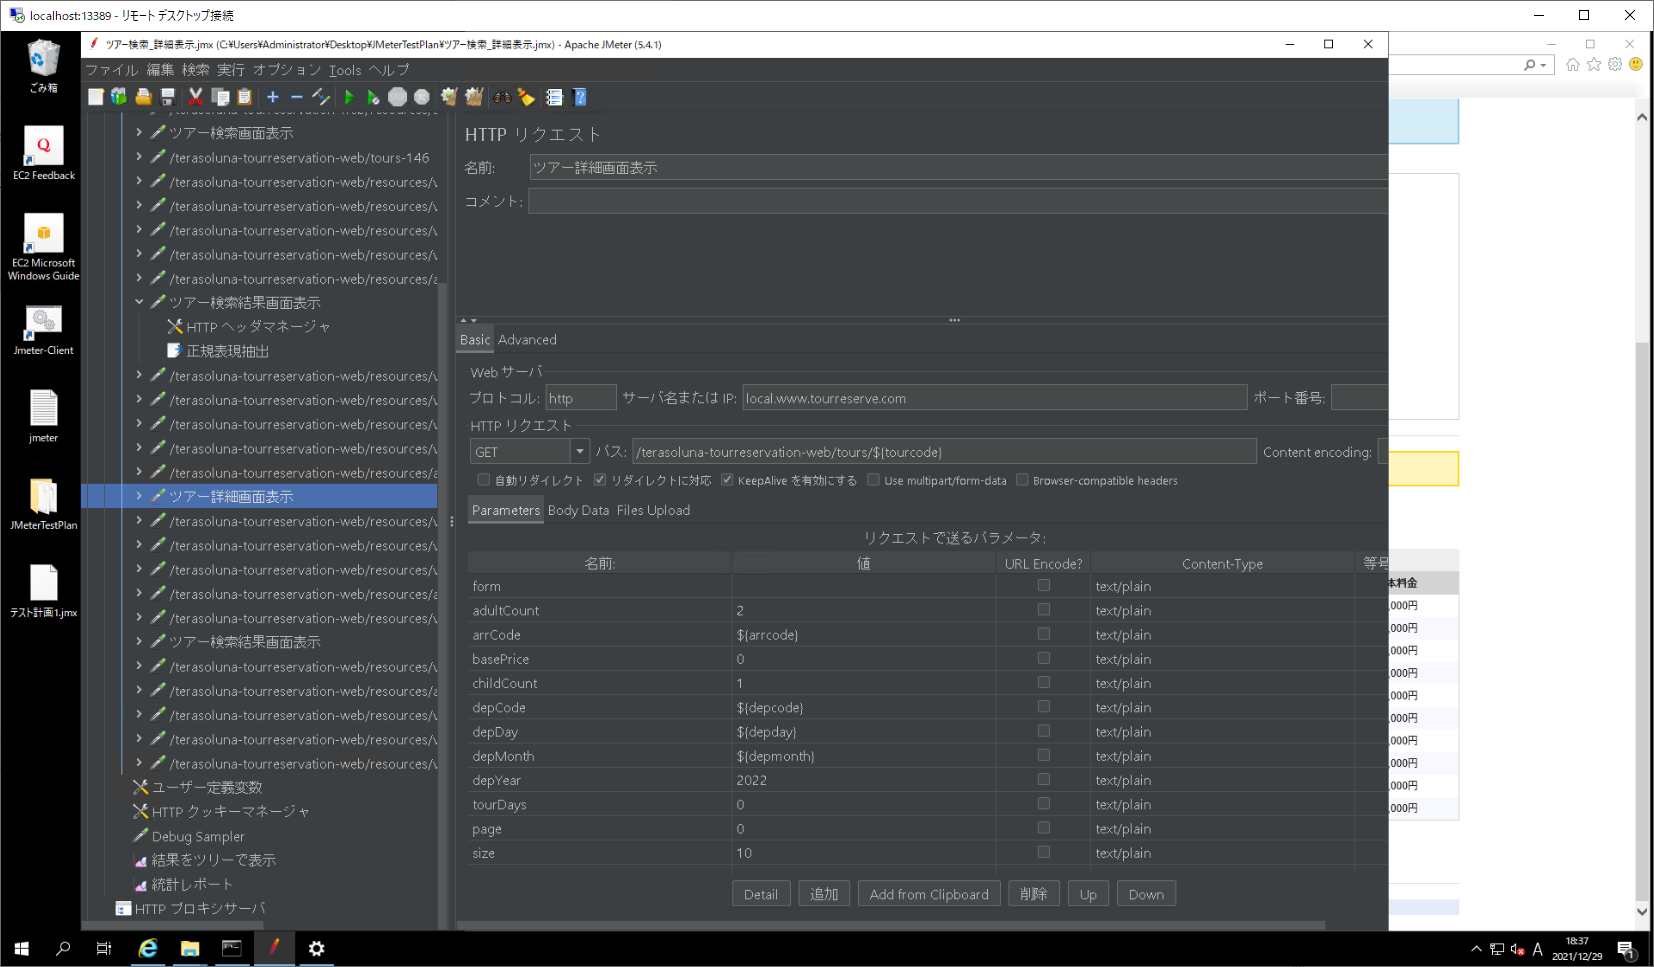 localhost:13389 - リモート デスクトップ接続
ごみ箱
EC2 Feedback
EC2 Microsoft
Windows Guide
Jmeter-Client
jmeter
JMeterTestPlan
テスト計画1.jmx
ツアー検索_詳細表示.jmx (C:¥Users¥Administrator¥Desktop¥JMeterTestPlan¥ツアー検索_詳細表示.jmx) - Apache JMeter (5.4.1)
ファイル 編集 検索 実行 オプション Tools ヘルプ
ツアー検索画面表示
/terasoluna-tourreservation-web/tours-146
/terasoluna-tourreservation-web/resources/v
/terasoluna-tourreservation-web/resources/v
/terasoluna-tourreservation-web/resources/v
/terasoluna-tourreservation-web/resources/v
/terasoluna-tourreservation-web/resources/a
ツアー検索結果画面表示
HTTP ヘッダマネージャ
正規表現抽出
/terasoluna-tourreservation-web/resources/v
/terasoluna-tourreservation-web/resources/v
/terasoluna-tourreservation-web/resources/v
/terasoluna-tourreservation-web/resources/v
/terasoluna-tourreservation-web/resources/a
ツアー詳細画面表示
/terasoluna-tourreservation-web/resources/v
/terasoluna-tourreservation-web/resources/v
/terasoluna-tourreservation-web/resources/v
/terasoluna-tourreservation-web/resources/v
/terasoluna-tourreservation-web/resources/v
ツアー検索結果画面表示
/terasoluna-tourreservation-web/resources/v
/terasoluna-tourreservation-web/resources/a
/terasoluna-tourreservation-web/resources/v
/terasoluna-tourreservation-web/resources/v
/terasoluna-tourreservation-web/resources/v
ユーザー定義変数
HTTP クッキーマネージャ
Debug Sampler
結果をツリーで表示
統計レポート
HTTP プロキシサーバ
HTTP リクエスト
名前: ツアー詳細画面表示
コメント:
Basic Advanced
Web サーバ
プロトコル: http サーバ名または IP: local.www.tourreserve.com ポート番号:
HTTP リクエスト
GET パス: /terasoluna-tourreservation-web/tours/${tourcode} Content encoding:
自動リダイレクト リダイレクトに対応 KeepAlive を有効にする Use multipart/form-data Browser-compatible headers
Parameters Body Data Files Upload
リクエストで送るパラメータ:
名前: 値 URL Encode? Content-Type 等号
form text/plain
adultCount 2 text/plain
arrCode ${arrcode} text/plain
basePrice 0 text/plain
childCount 1 text/plain
depCode ${depcode} text/plain
depDay ${depday} text/plain
depMonth ${depmonth} text/plain
depYear 2022 text/plain
tourDays 0 text/plain
page 0 text/plain
size 10 text/plain
Detail 追加 Add from Clipboard 削除 Up Down
本料金
,000円
,000円
,000円
,000円
,000円
,000円
,000円
,000円
,000円
,000円
A
18:37
2021/12/29
1